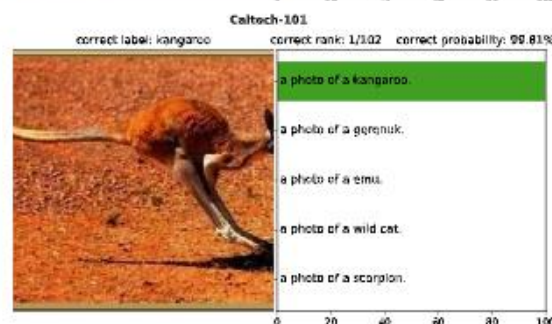 Caltech-101
correct label: kangaroo correct rank: 1/102 correct probability: 99.81%
a photo of a kangaroo.
a photo of a gerenuk.
a photo of a emu.
a photo of a wild cat.
a photo of a scorpion.
0 20 40 60 80 100